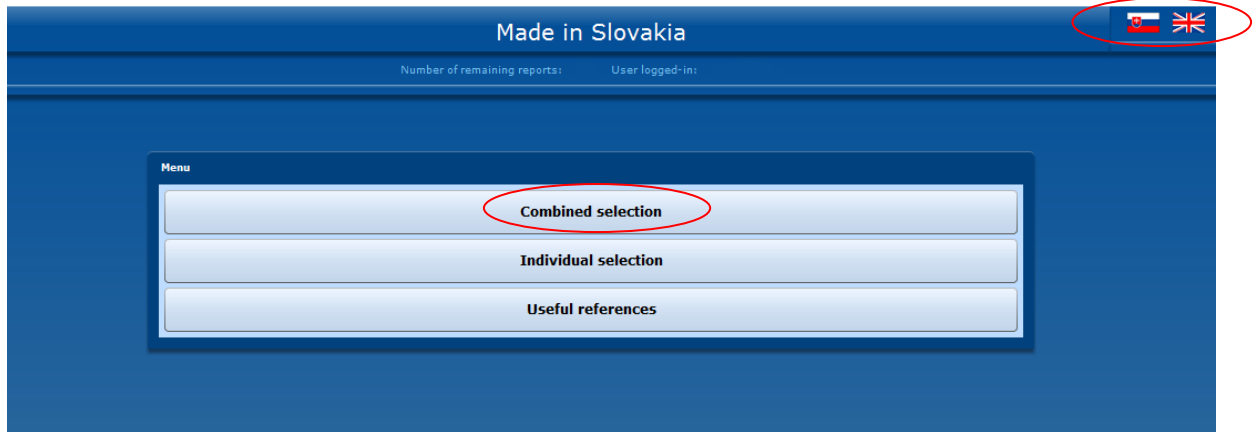 Made in Slovakia
Number of remaining reports: User logged-in:
Menu
Combined selection
Individual selection
Useful references